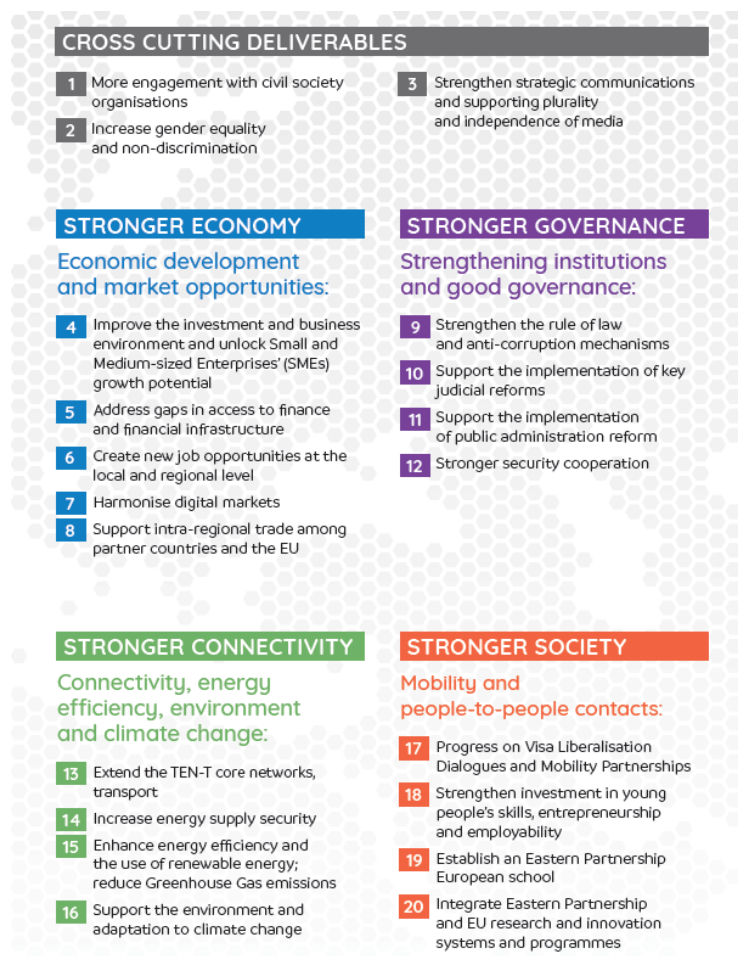 CROSS CUTTING DELIVERABLES
1 More engagement with civil society
organisations
2 Increase gender equality
and non-discrimination
3 Strengthen strategic communications
and supporting plurality
and independence of media
STRONGER ECONOMY
Economic development
and market opportunities:
4 Improve the investment and business
environment and unlock Small and
Medium-sized Enterprises’ (SMEs)
growth potential
5 Address gaps in access to finance
and financial infrastructure
6 Create new job opportunities at the
local and regional level
7 Harmonise digital markets
8 Support intra-regional trade among
partner countries and the EU
STRONGER GOVERNANCE
Strengthening institutions
and good governance:
9 Strengthen the rule of law
and anti-corruption mechanisms
10 Support the implementation of key
judicial reforms
11 Support the implementation
of public administration reform
12 Stronger security cooperation
STRONGER CONNECTIVITY
Connectivity, energy
efficiency, environment
and climate change:
13 Extend the TEN-T core networks,
transport
14 Increase energy supply security
15 Enhance energy efficiency and
the use of renewable energy;
reduce Greenhouse Gas emissions
16 Support the environment and
adaptation to climate change
STRONGER SOCIETY
Mobility and
people-to-people contacts:
17 Progress on Visa Liberalisation
Dialogues and Mobility Partnerships
18 Strengthen investment in young
people’s skills, entrepreneurship
and employability
19 Establish an Eastern Partnership
European school
20 Integrate Eastern Partnership
and EU research and innovation
systems and programmes